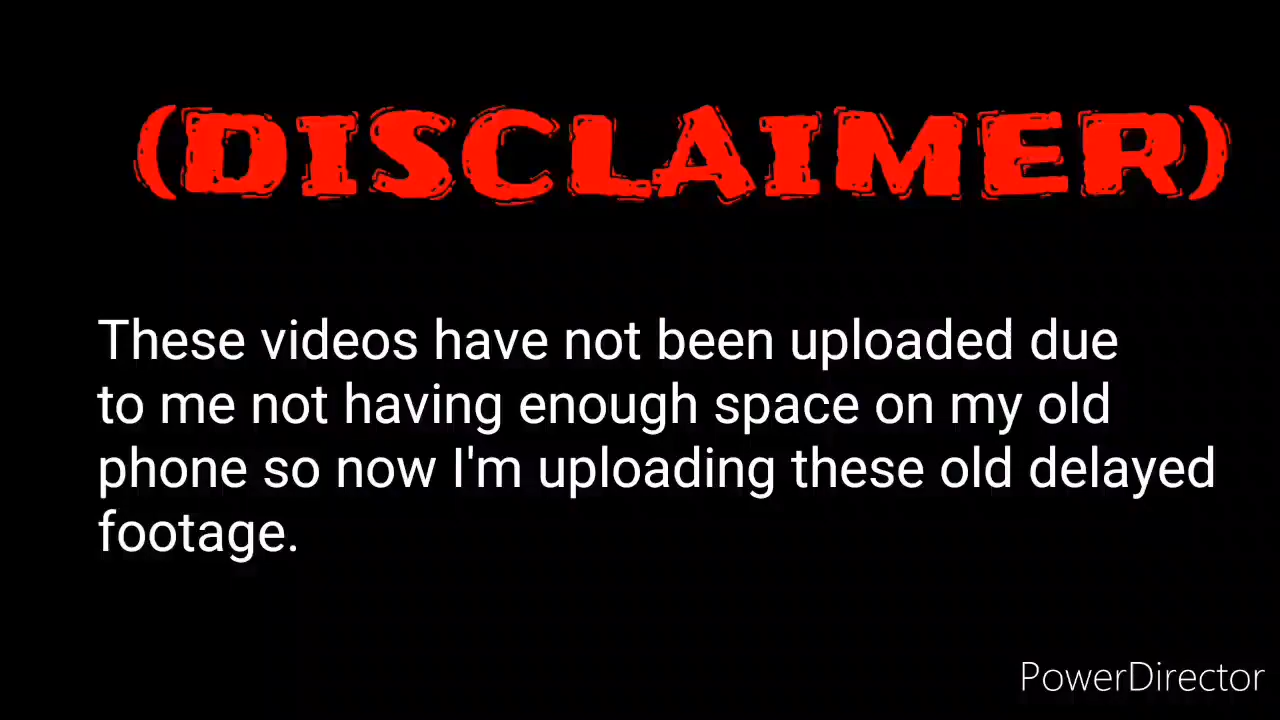 (DISCLAIMER)
These videos have not been uploaded due
to me not having enough space on my old
phone so now I'm uploading these old delayed
footage.
PowerDirector